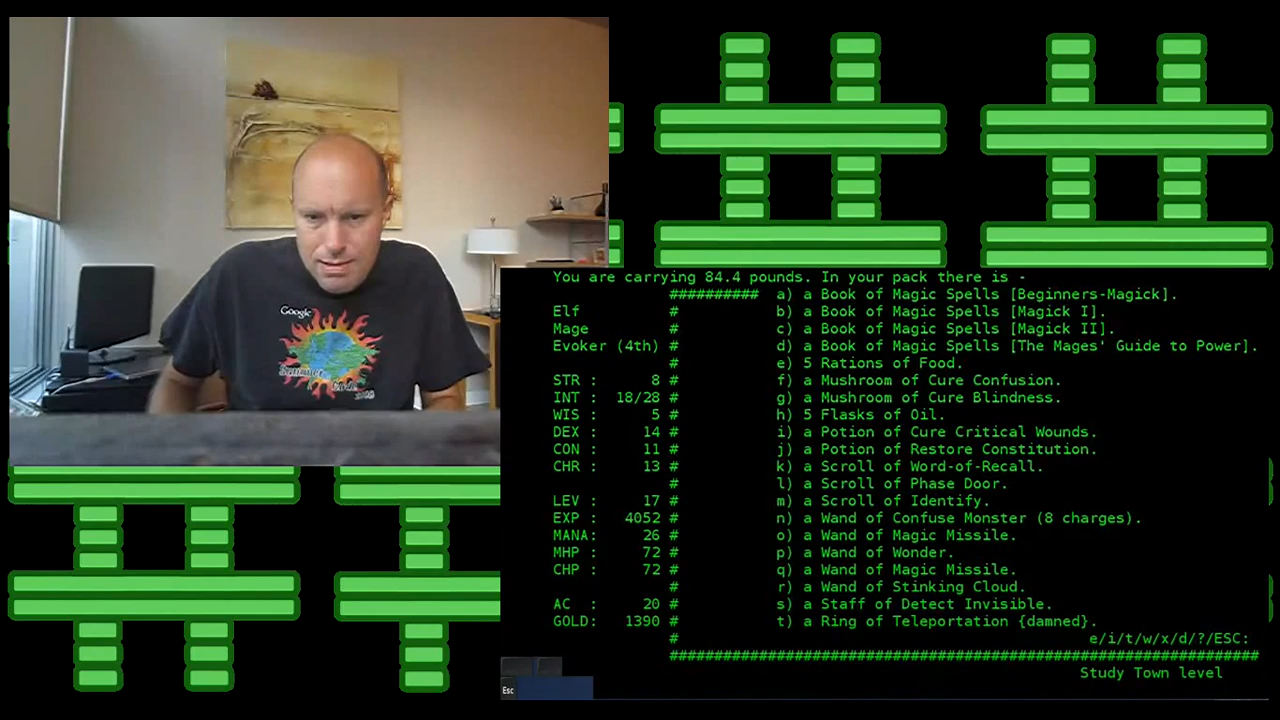 Google
Summer
Code
You are carrying 84.4 pounds. In your pack there is -
########## a) a Book of Magic Spells [Beginners-Magick].
Elf # b) a Book of Magic Spells [Magick I].
Mage # c) a Book of Magic Spells [Magick II].
Evoker (4th) # d) a Book of Magic Spells [The Mages' Guide to Power].
# e) 5 Rations of Food.
STR : 8 # f) a Mushroom of Cure Confusion.
INT : 18/28 # g) a Mushroom of Cure Blindness.
WIS : 5 # h) 5 Flasks of Oil.
DEX : 14 # i) a Potion of Cure Critical Wounds.
CON : 11 # j) a Potion of Restore Constitution.
CHR : 13 # k) a Scroll of Word-of-Recall.
l) a Scroll of Phase Door.
LEV : 17 # m) a Scroll of Identify.
EXP : 4052 # n) a Wand of Confuse Monster (8 charges).
MANA: 26 # o) a Wand of Magic Missile.
MHP : 72 # p) a Wand of Wonder.
CHP : 72 # q) a Wand of Magic Missile.
# r) a Wand of Stinking Cloud.
AC : 20 # s) a Staff of Detect Invisible.
GOLD: 1390 # t) a Ring of Teleportation {damned}.
# e/i/t/w/x/d/?/ESC:
###################################################################
Study Town level
Esc